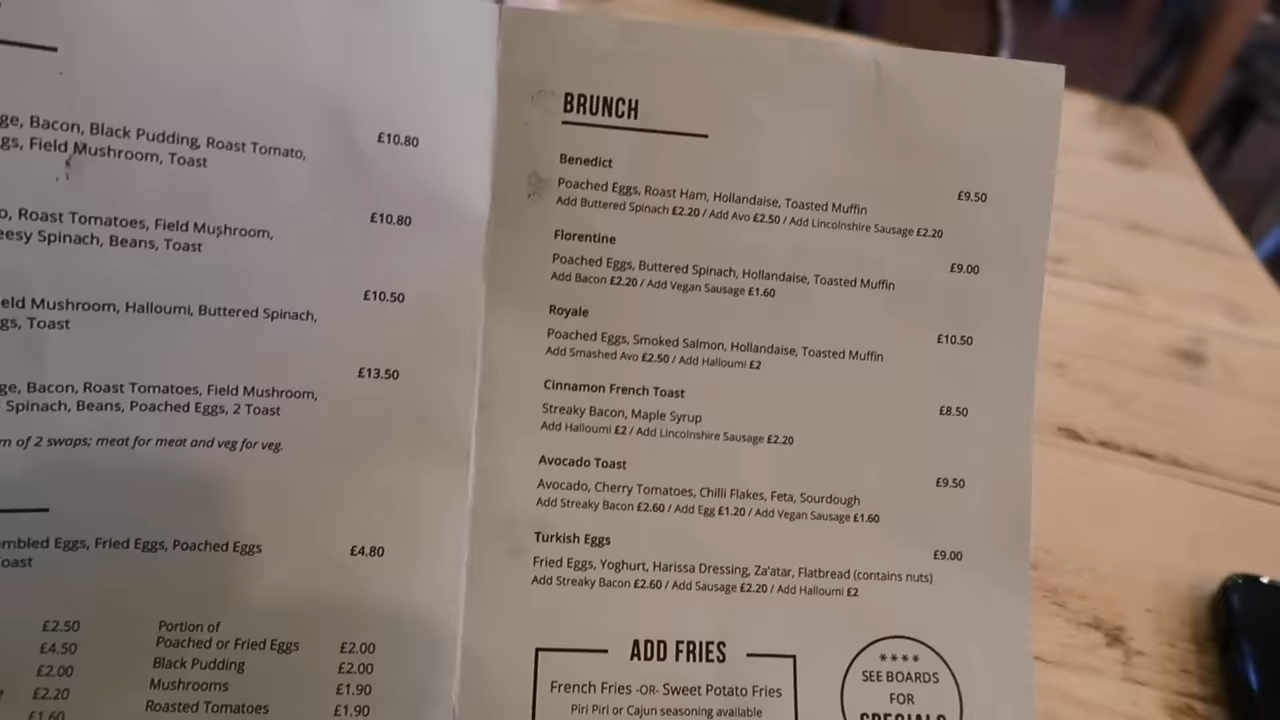 Bacon, Black Pudding, Roast Tomato,
Field Mushroom, Toast
£10.80
Roast Tomatoes, Field Mushroom,
Spinach, Beans, Toast
£10.80
Mushroom, Halloumi, Buttered Spinach,
Toast
£10.50
Bacon, Roast Tomatoes, Field Mushroom,
Spinach, Beans, Poached Eggs, 2 Toast
£13.50
of 2 swaps; meat for meat and veg for veg.
Eggs, Fried Eggs, Poached Eggs
£4.80
£2.50
£4.50
£2.00
£2.20
£1.60
Portion of
Poached or Fried Eggs £2.00
Black Pudding £2.00
Mushrooms £1.90
Roasted Tomatoes £1.90
BRUNCH
Benedict
Poached Eggs, Roast Ham, Hollandaise, Toasted Muffin £9.50
Add Buttered Spinach £2.20 / Add Avo £2.50 / Add Lincolnshire Sausage £2.20
Florentine
Poached Eggs, Buttered Spinach, Hollandaise, Toasted Muffin £9.00
Add Bacon £2.20 / Add Vegan Sausage £1.60
Royale
Poached Eggs, Smoked Salmon, Hollandaise, Toasted Muffin £10.50
Add Smashed Avo £2.50 / Add Halloumi £2
Cinnamon French Toast
Streaky Bacon, Maple Syrup £8.50
Add Halloumi £2 / Add Lincolnshire Sausage £2.20
Avocado Toast
Avocado, Cherry Tomatoes, Chilli Flakes, Feta, Sourdough £9.50
Add Streaky Bacon £2.60 / Add Egg £1.20 / Add Vegan Sausage £1.60
Turkish Eggs
Fried Eggs, Yoghurt, Harissa Dressing, Za'atar, Flatbread (contains nuts) £9.00
Add Streaky Bacon £2.60 / Add Sausage £2.20 / Add Halloumi £2
ADD FRIES
French Fries -OR- Sweet Potato Fries
Piri Piri or Cajun seasoning available
****
SEE BOARDS
FOR
SPECIALS